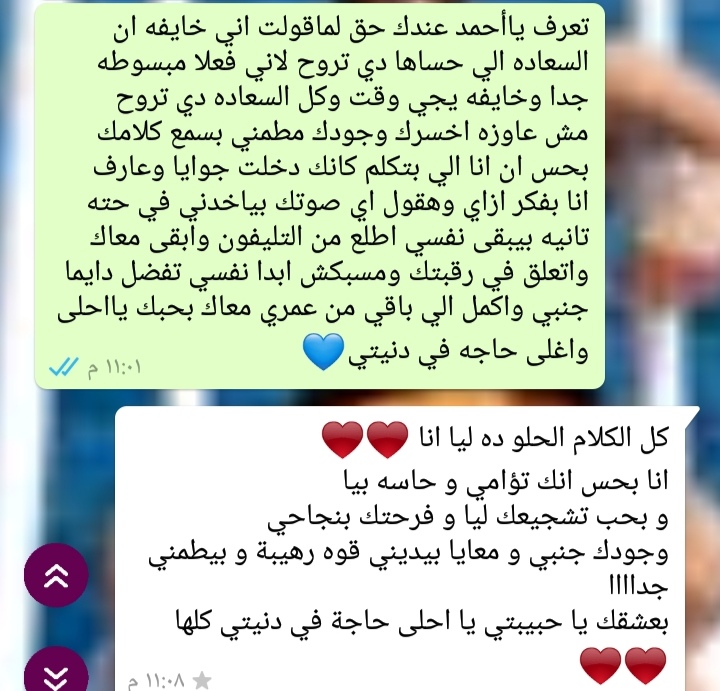 تعرف ياأحمد عندك حق لماقولت اني خايفه ان
السعاده الي حساها دي تروح لاني فعلا مبسوطه
جدا وخايفه يجي وقت وكل السعاده دي تروح
مش عاوزه اخسرك وجودك مطمني بسمع كلامك
بحس ان انا الي بتكلم كانك دخلت جوايا وعارف
انا بفكر ازاي وهقول اي صوتك بياخدني في حته
تانيه بيبقى نفسي اطلع من التليفون وابقى معاك
واتعلق في رقبتك ومسبكش ابدا نفسي تفضل دايما
جنبي واكمل الي باقي من عمري معاك بحبك يااحلى
واغلى حاجه في دنيتي💙
١١:٠١ م
كل الكلام الحلو ده ليا انا ❤️❤️
انا بحس انك تؤامي و حاسه بيا
و بحب تشجيعك ليا و فرحتك بنجاحي
وجودك جنبي و معايا بيديني قوه رهيبة و بيطمني
جداااا
بعشقك يا حبيبتي يا احلى حاجة في دنيتي كلها
❤️❤️
١١:٠٨ م